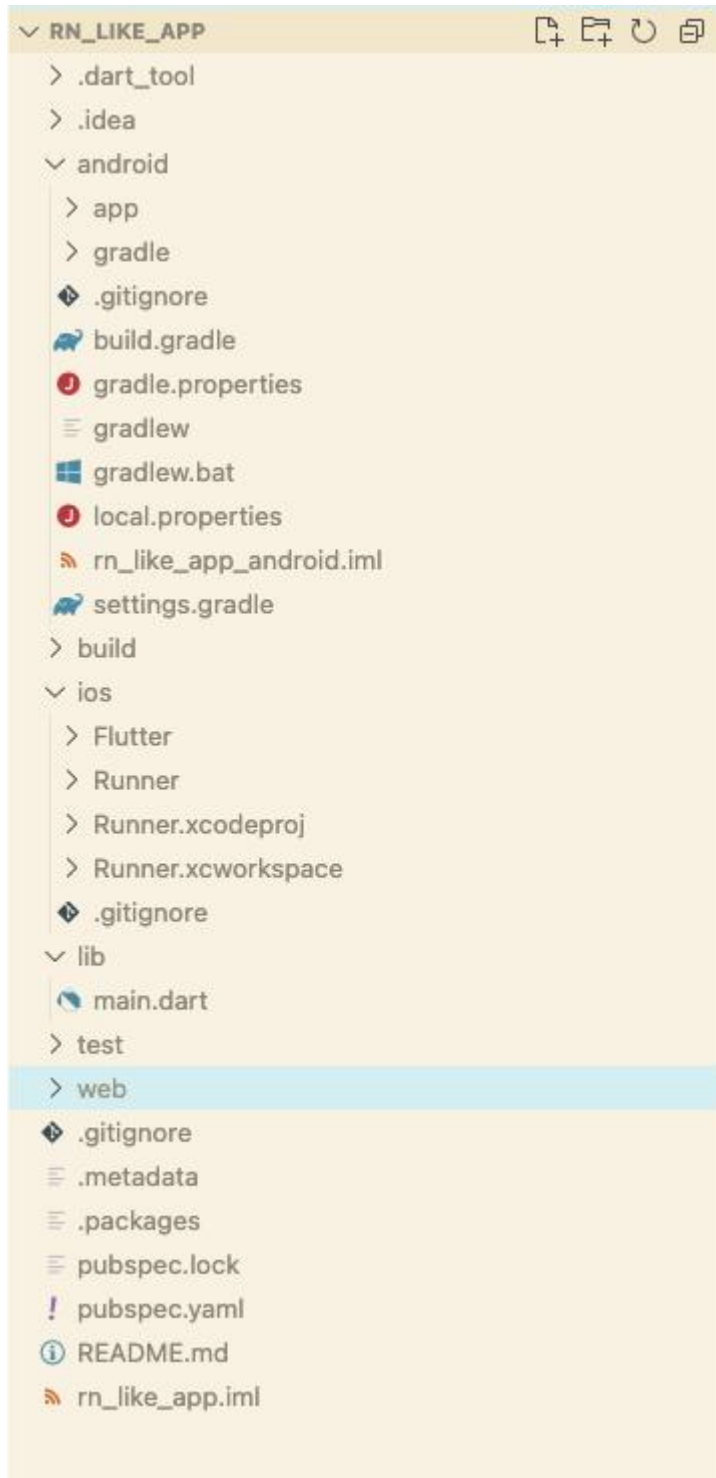 RN_LIKE_APP
.dart_tool
.idea
android
app
gradle
.gitignore
build.gradle
gradle.properties
gradlew
gradlew.bat
local.properties
rn_like_app_android.iml
settings.gradle
build
ios
Flutter
Runner
Runner.xcodeproj
Runner.xcworkspace
.gitignore
lib
main.dart
test
web
.gitignore
.metadata
.packages
pubspec.lock
pubspec.yaml
README.md
rn_like_app.iml